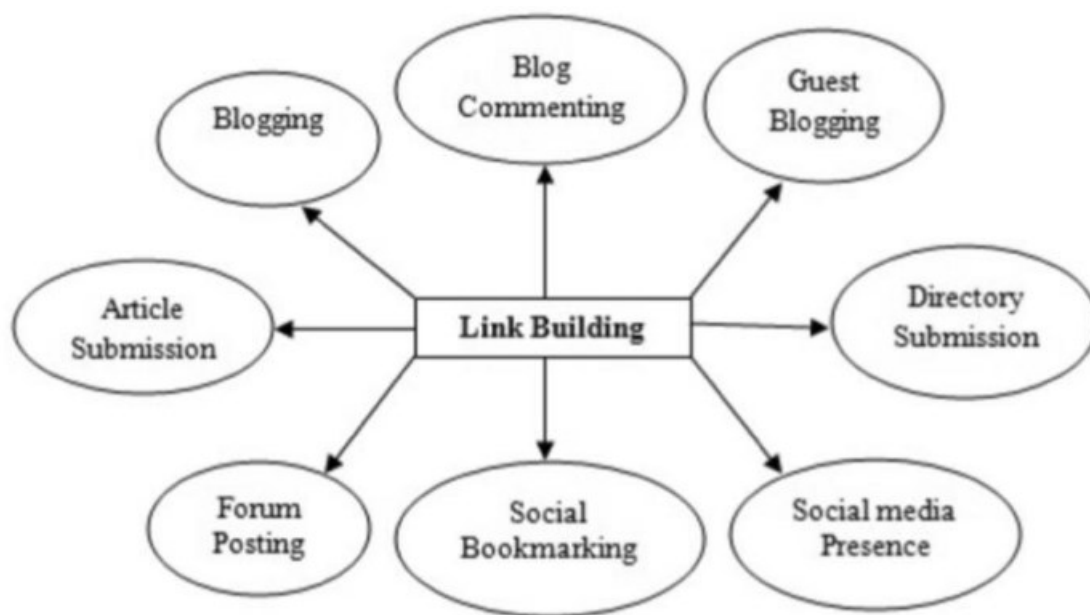 Blogging
Blog
Commenting
Guest
Blogging
Article
Submission
Link Building
Directory
Submission
Forum
Posting
Social
Bookmarking
Social media
Presence